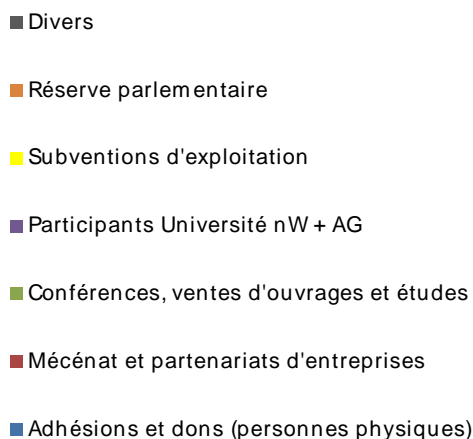 Divers
Réserve parlementaire
Subventions d'exploitation
Participants Université nW + AG
Conférences, ventes d'ouvrages et études
Mécénat et partenariats d'entreprises
Adhésions et dons (personnes physiques)